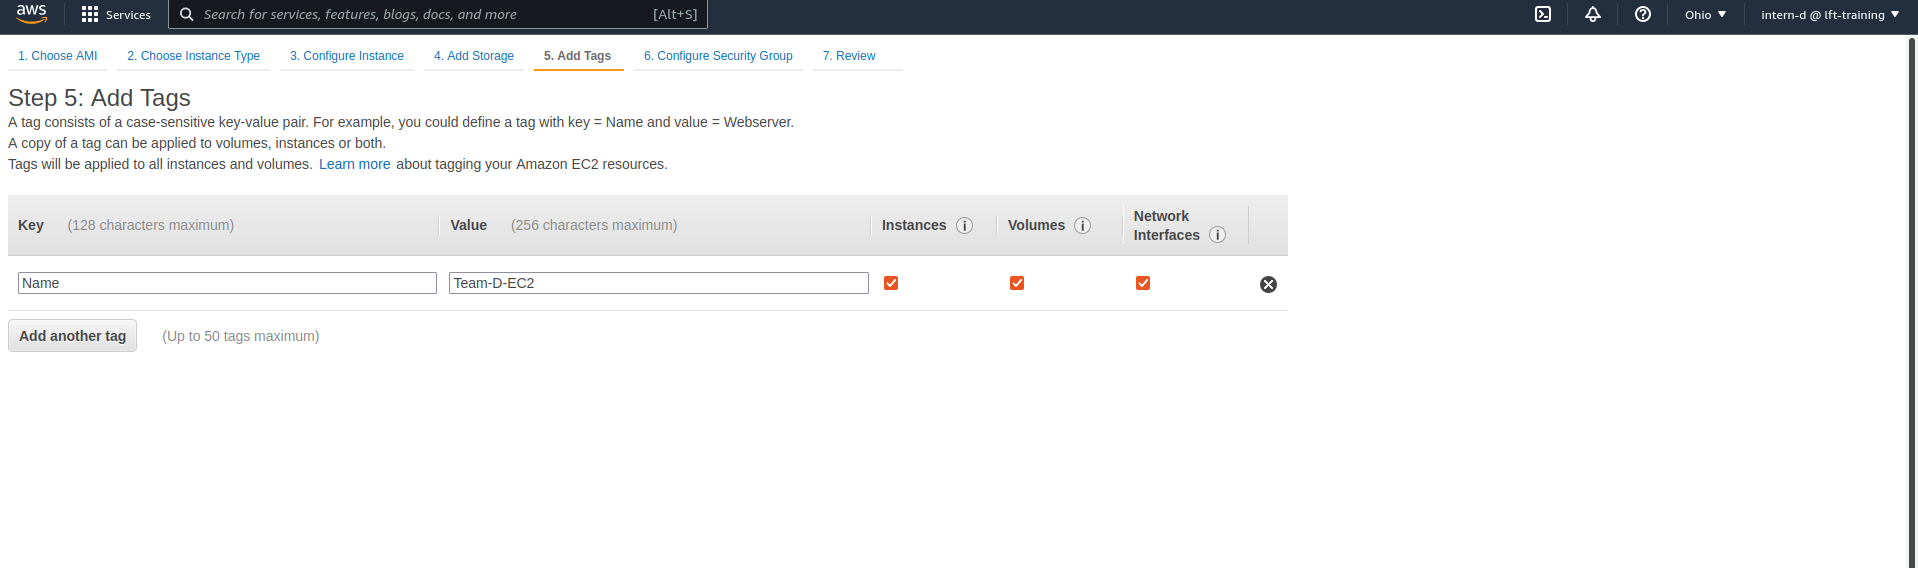 aws Services Search for services, features, blogs, docs, and more [Alt+S] Ohio intern-d @ lft-training
1. Choose AMI 2. Choose Instance Type 3. Configure Instance 4. Add Storage 5. Add Tags 6. Configure Security Group 7. Review
Step 5: Add Tags
A tag consists of a case-sensitive key-value pair. For example, you could define a tag with key = Name and value = Webserver.
A copy of a tag can be applied to volumes, instances or both.
Tags will be applied to all instances and volumes. Learn more about tagging your Amazon EC2 resources.
Key (128 characters maximum) Value (256 characters maximum) Instances Volumes Network
Interfaces
Name Team-D-EC2
Add another tag (Up to 50 tags maximum)